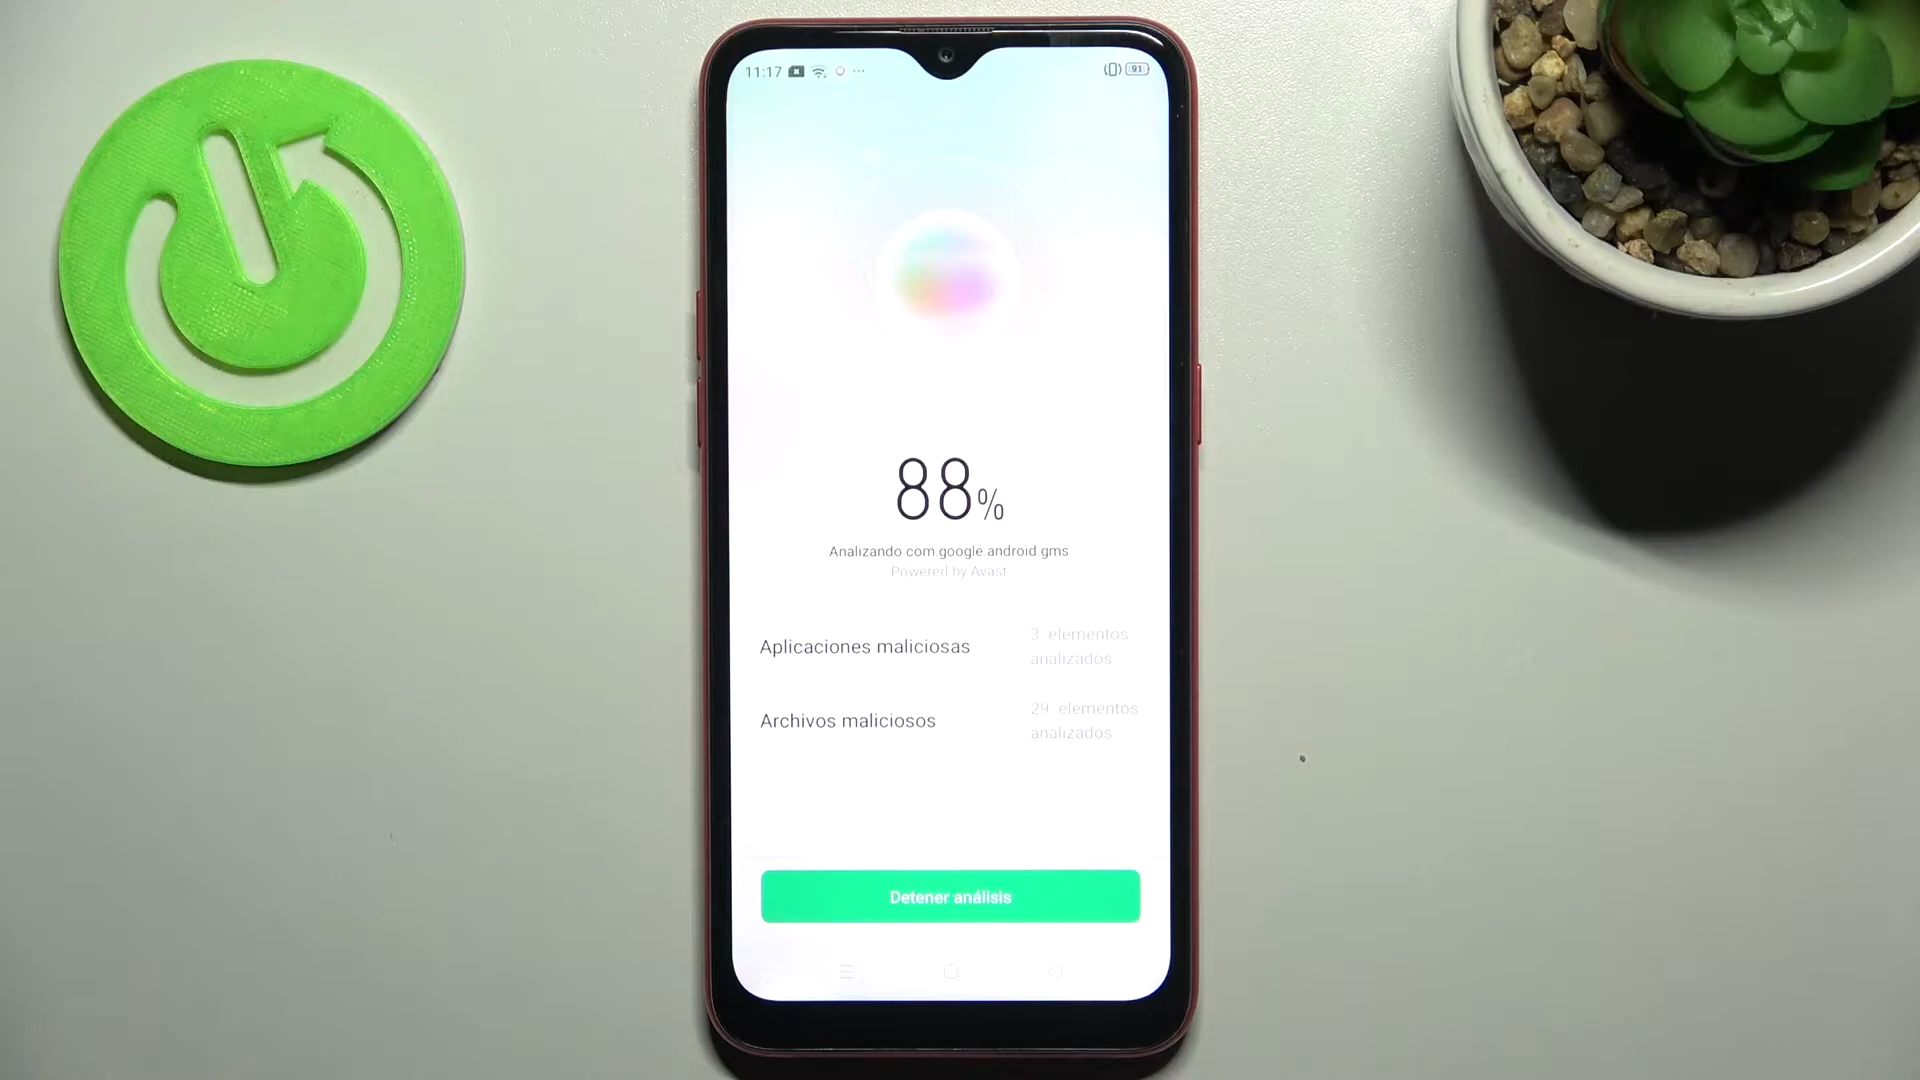 11:17
91
88%
Analizando com.google.android.gms
Powered by Avast
Aplicaciones maliciosas
3 elementos
analizados
Archivos maliciosos
29 elementos
analizados
Detener análisis